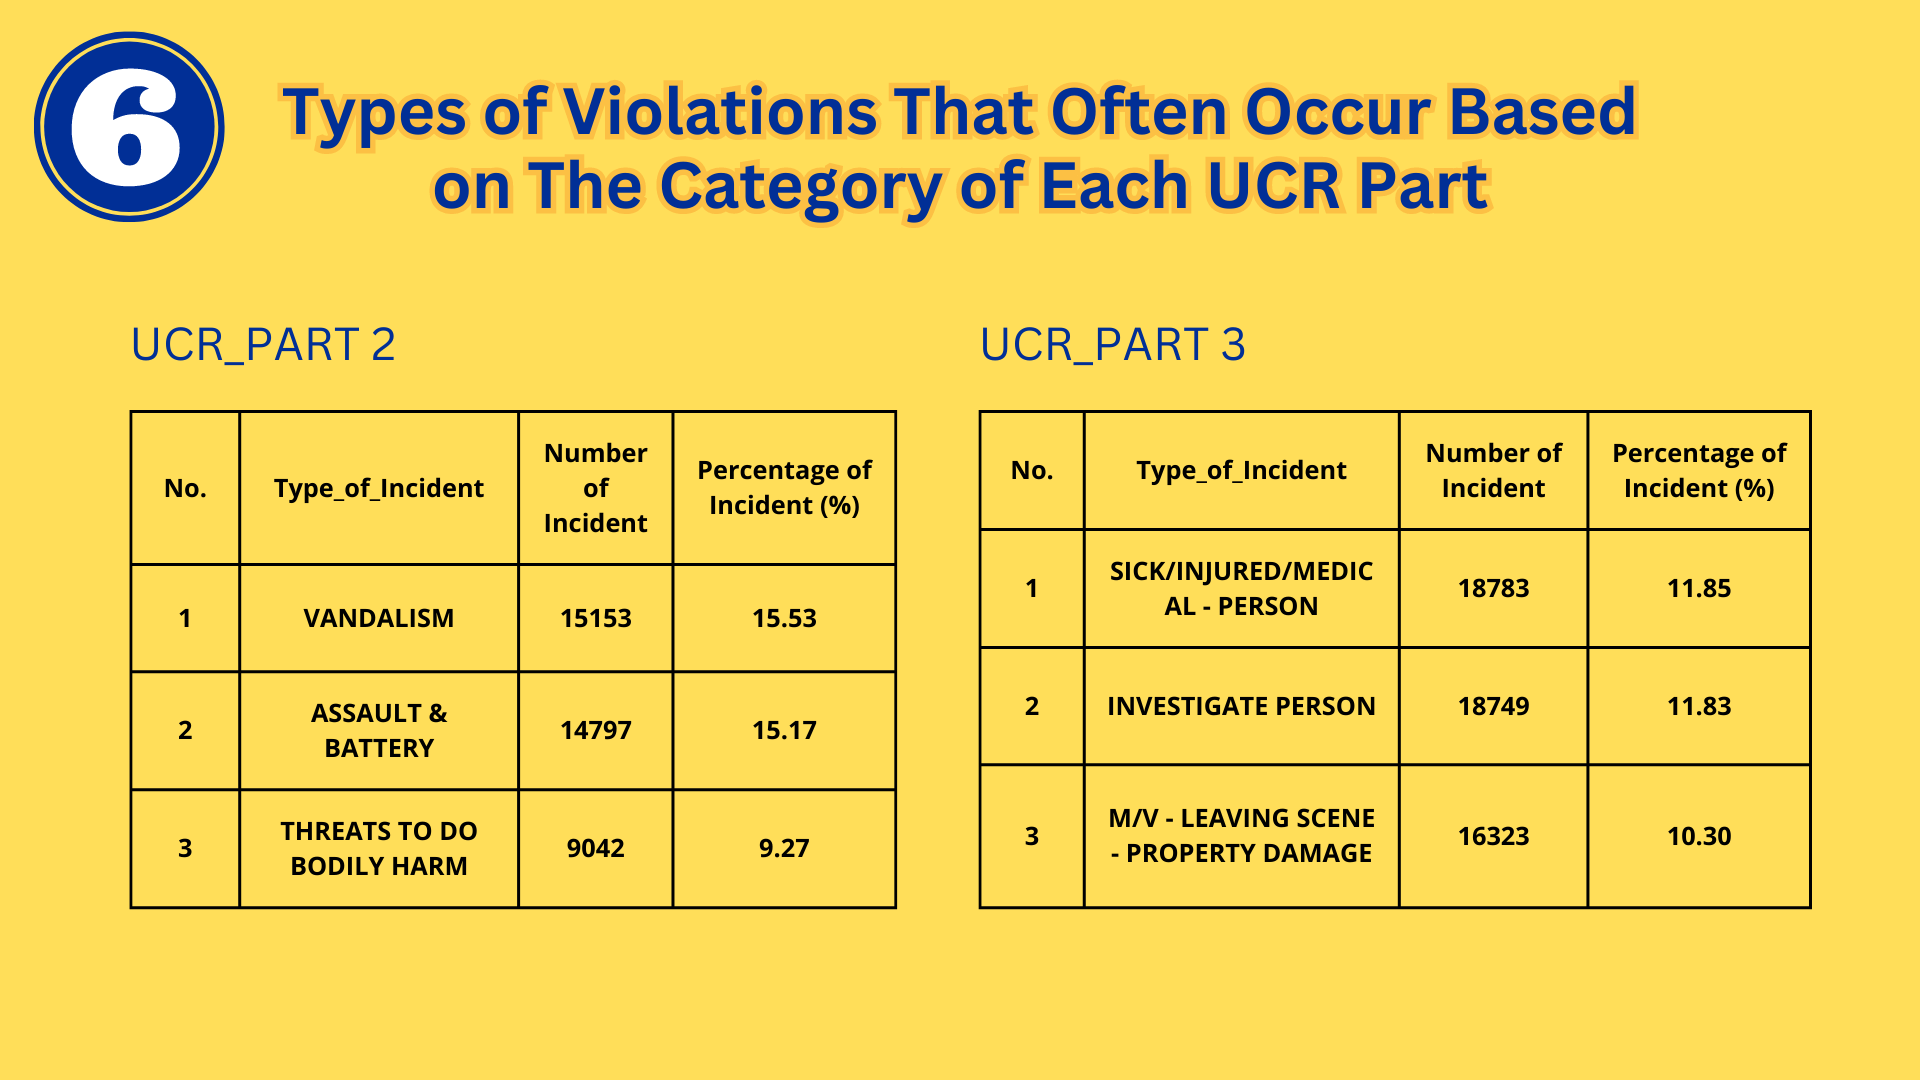 6
Types of Violations That Often Occur Based
on The Category of Each UCR Part
UCR_PART 2
No.
Type_of_Incident
Number
of
Incident
Percentage of
Incident (%)
1
VANDALISM
15153
15.53
2
ASSAULT &
BATTERY
14797
15.17
3
THREATS TO DO
BODILY HARM
9042
9.27
UCR_PART 3
No.
Type_of_Incident
Number of
Incident
Percentage of
Incident (%)
1
SICK/INJURED/MEDIC
AL - PERSON
18783
11.85
2
INVESTIGATE PERSON
18749
11.83
3
M/V - LEAVING SCENE
- PROPERTY DAMAGE
16323
10.30